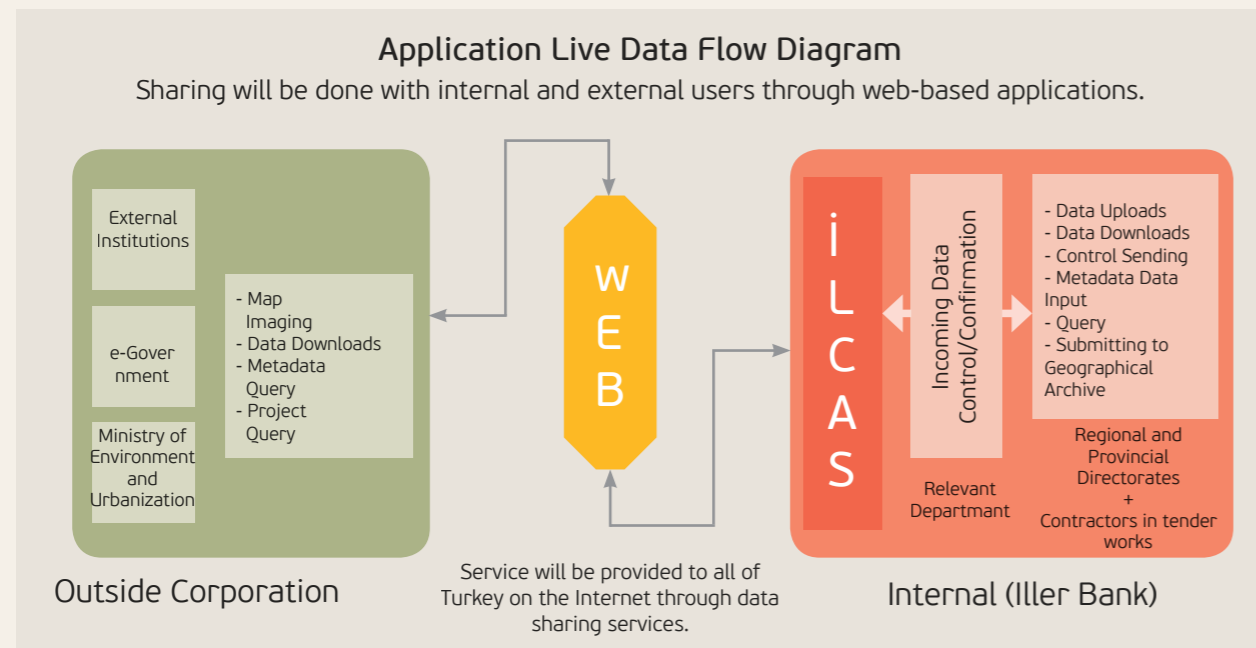 Application Live Data Flow Diagram
Sharing will be done with internal and external users through web-based applications.
External
Institutions
e-Gover
nment
Ministry of
Environment
and
Urbanization
- Map
Imaging
- Data Downloads
- Metadata
Query
- Project
Query
Outside Corporation
W
E
B
Service will be provided to all of
Turkey on the Internet through data
sharing services.
i
L
C
A
S
Incoming Data
Control/Confirmation
Relevant
Department
- Data Uploads
- Data Downloads
- Control Sending
- Metadata Data
Input
- Query
- Submitting to
Geographical
Archive
Regional and
Provincial
Directorates
+
Contractors in tender
works
Internal (Iller Bank)